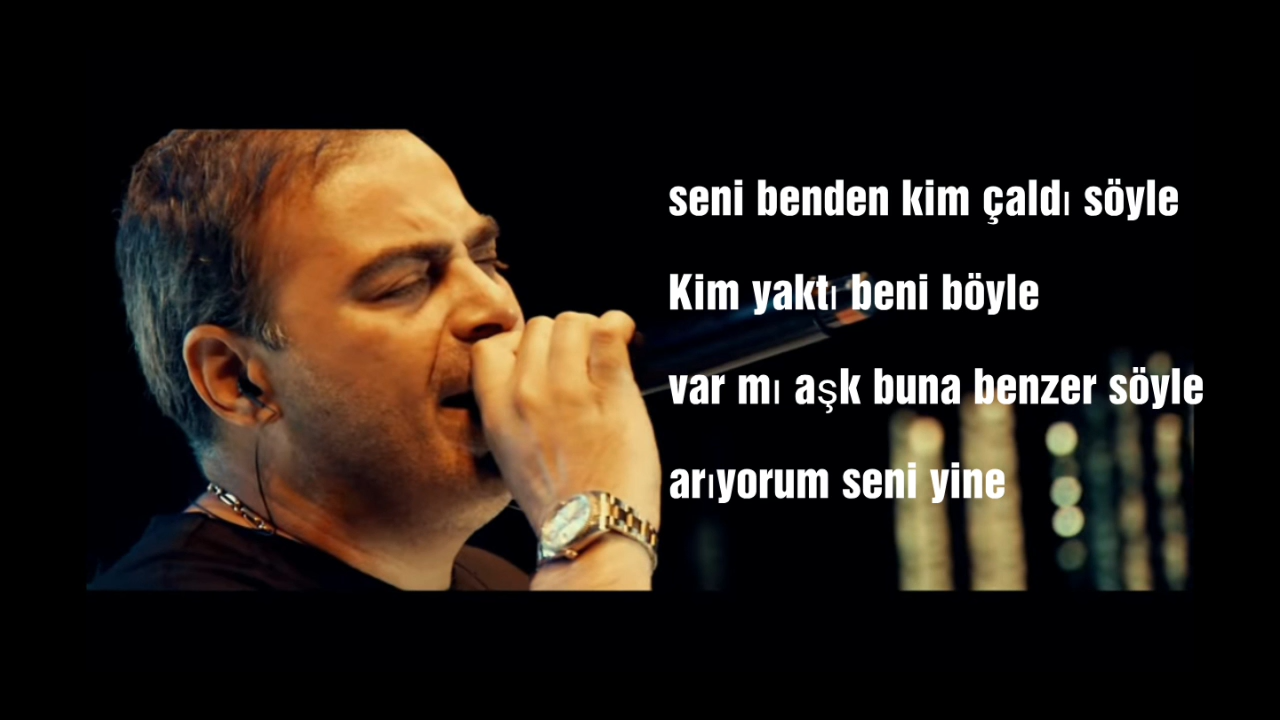 seni benden kim çaldı söyle
Kim yaktı beni böyle
var mı aşk buna benzer söyle
arıyorum seni yine